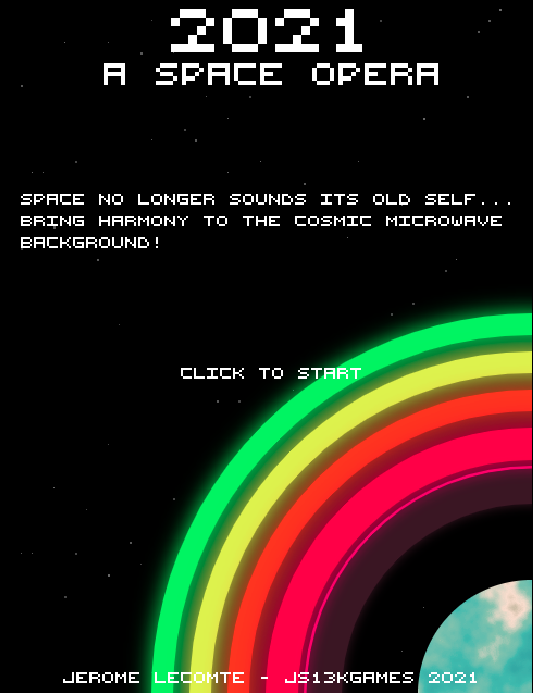 2021
A SPACE OPERA
SPACE NO LONGER SOUNDS ITS OLD SELF...
BRING HARMONY TO THE COSMIC MICROWAVE
BACKGROUND!
CLICK TO START
JEROME LECOMTE - JS13KGAMES 2021